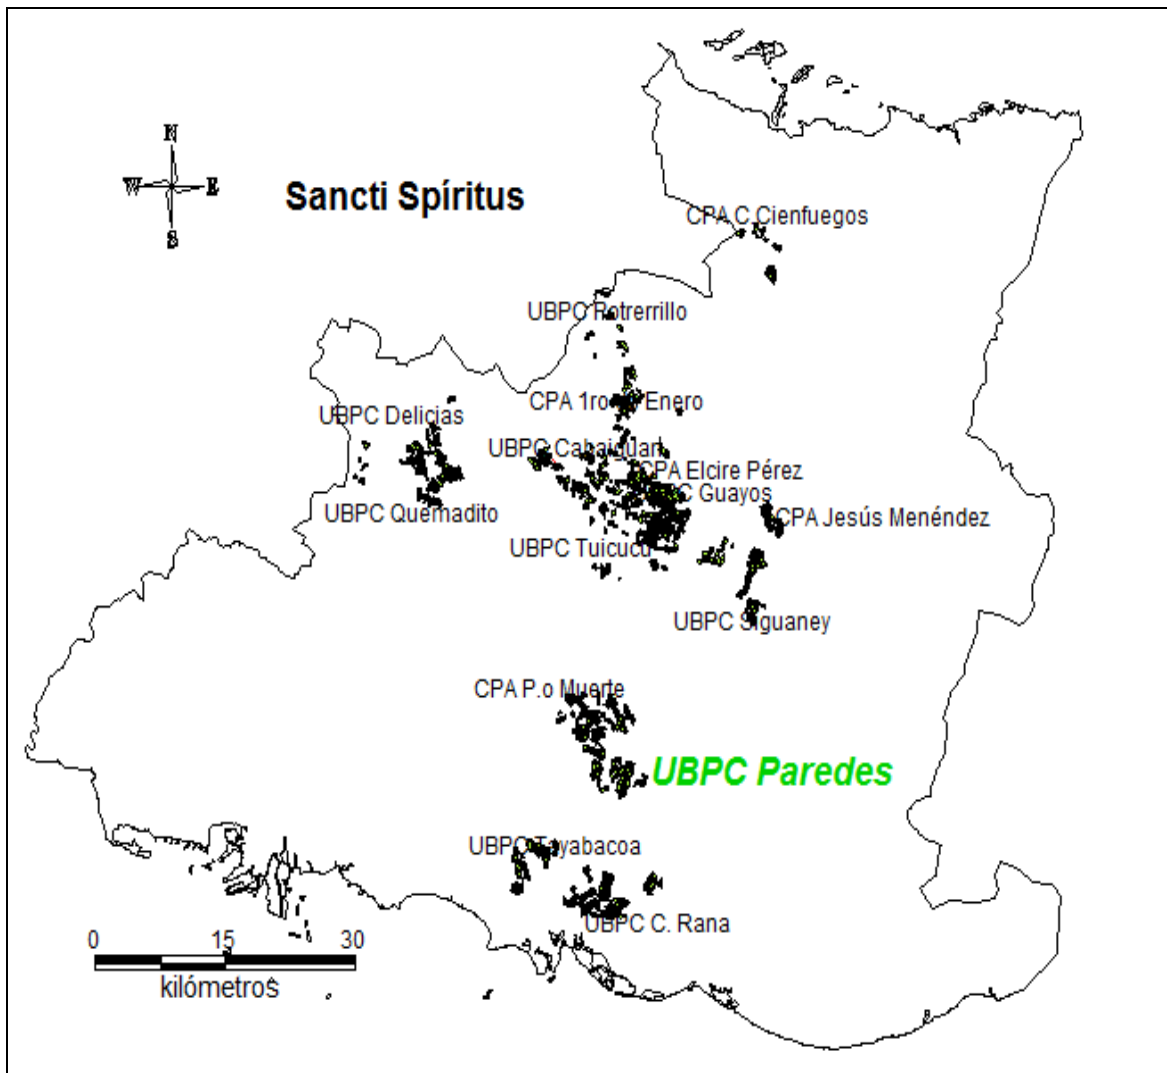 N
W E
S
Sancti Spíritus
CPA C Cienfuegos
UBPC Rotrerrillo
CPA 1ro Enero
UBPC Delicias
UBPC Cabaiguan
CPA Elcire Pérez
Guayos
UBPC Quemadito
CPA Jesús Menéndez
UBPC Tuicucu
UBPC Siguaney
CPA P.o Muerte
UBPC Paredes
UBPC Tayabacoa
UBPC C. Rana
0 15 30
kilómetros